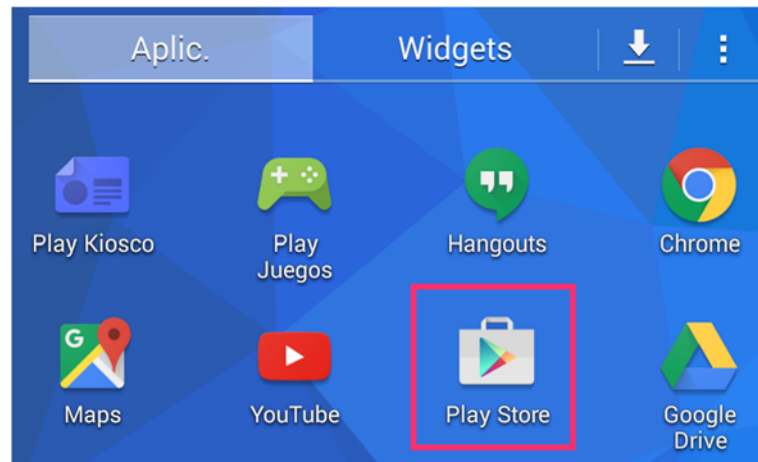 Aplic. Widgets
Play Kiosco Play Juegos Hangouts Chrome
G
Maps YouTube Play Store Google Drive